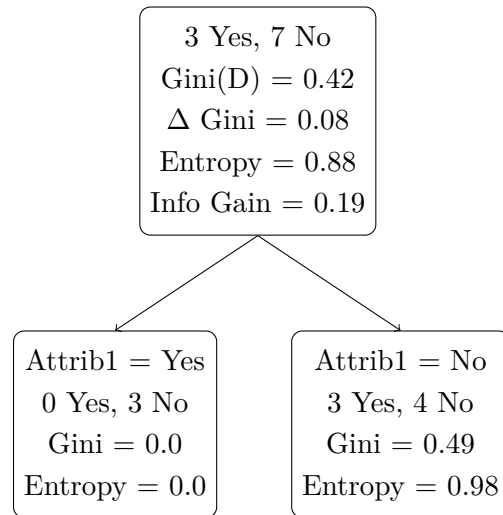 3 Yes, 7 No
Gini(D) = 0.42
Δ Gini = 0.08
Entropy = 0.88
Info Gain = 0.19
Attrib1 = Yes
0 Yes, 3 No
Gini = 0.0
Entropy = 0.0
Attrib1 = No
3 Yes, 4 No
Gini = 0.49
Entropy = 0.98